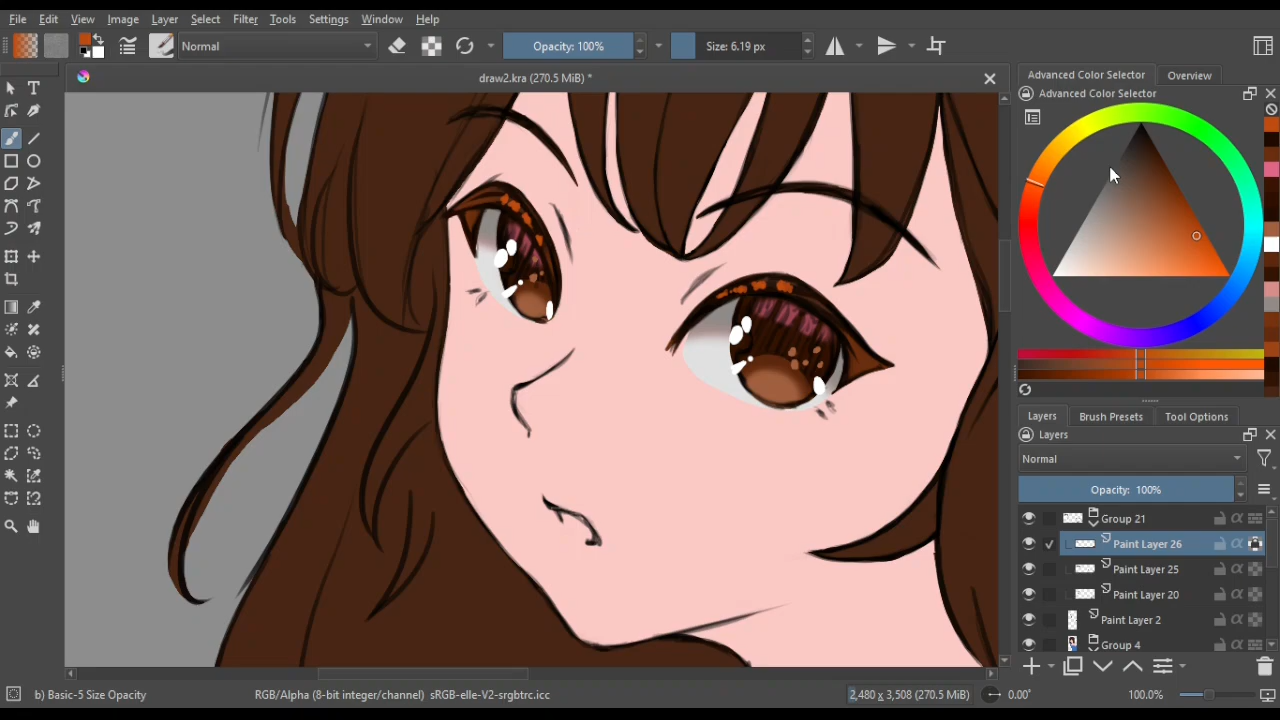 File Edit View Image Layer Select Filter Tools Settings Window Help
Normal Opacity: 100% Size: 6.19 px
draw2.kra (270.5 MiB) *
Advanced Color Selector Overview
Advanced Color Selector
Layers Brush Presets Tool Options
Layers
Normal
Opacity: 100%
Group 21
Paint Layer 26
Paint Layer 25
Paint Layer 20
Paint Layer 2
Group 4
b) Basic-5 Size Opacity RGB/Alpha (8-bit integer/channel) sRGB-elle-V2-srgbtrc.icc 2,480 x 3,508 (270.5 MiB) 0.00° 100.0%